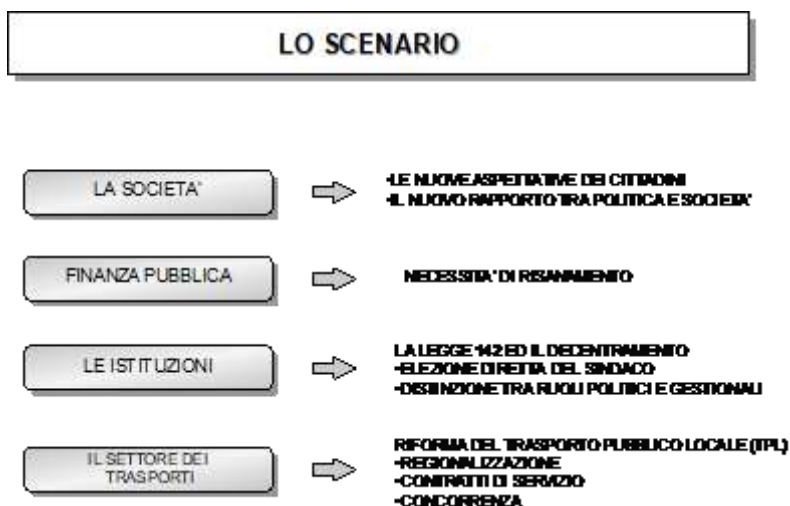 LO SCENARIO
LA SOCIETA'
-LE NUOVE ASPETTATIVE DEI CITTADINI
-IL NUOVO RAPPORTO TRA POLITICA E SOCIETA'
FINANZA PUBBLICA
NECESSITA' DI RISANAMENTO
LE ISTITUZIONI
LA LEGGE 142 ED IL DECENTRAMENTO
-ELEZIONE DIRETTA DEL SINDACO
-DISTINZIONE TRA RUOLI POLITICI E GESTIONALI
IL SETTORE DEI
TRASPORTI
RIFORMA DEL TRASPORTO PUBBLICO LOCALE (TPL)
-REGIONALIZZAZIONE
-CONTRATTI DI SERVIZIO
-CONCORRENZA